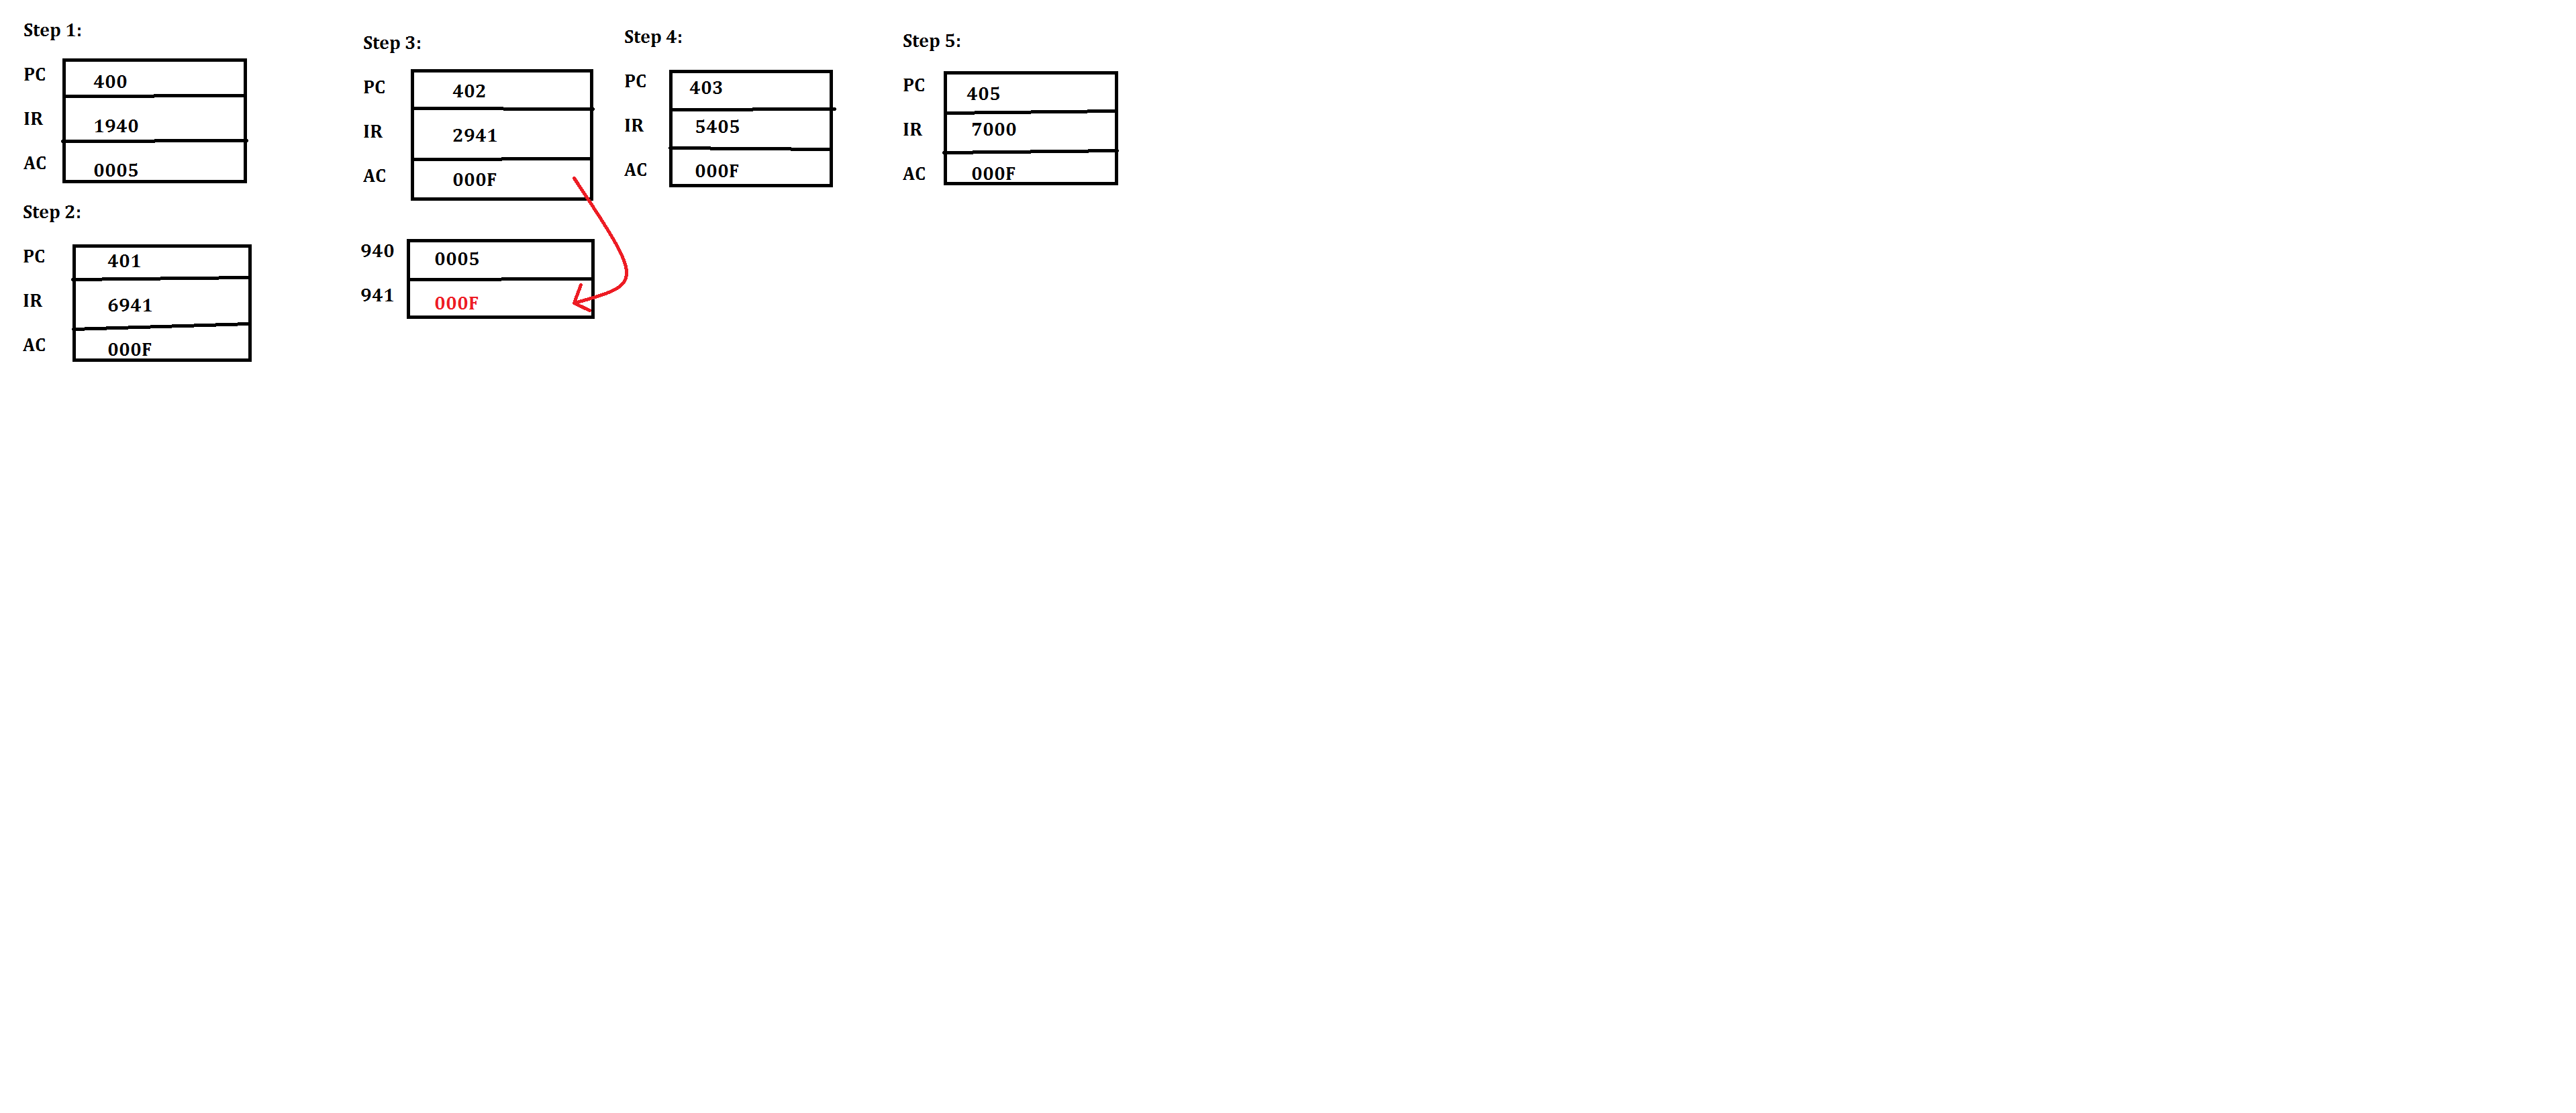 Step 1:
PC 400
IR 1940
AC 0005
Step 2:
PC 401
IR 6941
AC 000F
Step 3:
PC 402
IR 2941
AC 000F
940 0005
941 000F
Step 4:
PC 403
IR 5405
AC 000F
Step 5:
PC 405
IR 7000
AC 000F